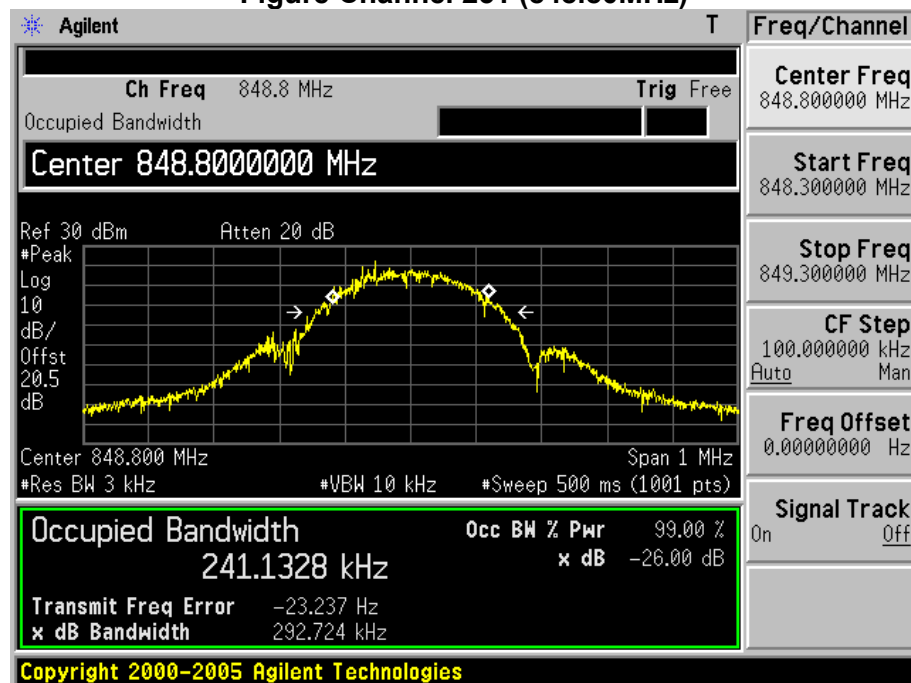 Agilent T
Ch Freq 848.8 MHz Trig Free
Occupied Bandwidth
Center 848.8000000 MHz
Ref 30 dBm Atten 20 dB
#Peak
Log
10
dB/
Offst
20.5
dB
Center 848.800 MHz Span 1 MHz
#Res BW 3 kHz #VBW 10 kHz #Sweep 500 ms (1001 pts)
Occupied Bandwidth Occ BW % Pwr 99.00 %
241.1328 kHz x dB -26.00 dB
Transmit Freq Error -23.237 Hz
x dB Bandwidth 292.724 kHz
Copyright 2000-2005 Agilent Technologies
Freq/Channel
Center Freq
848.800000 MHz
Start Freq
848.300000 MHz
Stop Freq
849.300000 MHz
CF Step
100.000000 kHz
Auto Man
Freq Offset
0.00000000 Hz
Signal Track
On Off